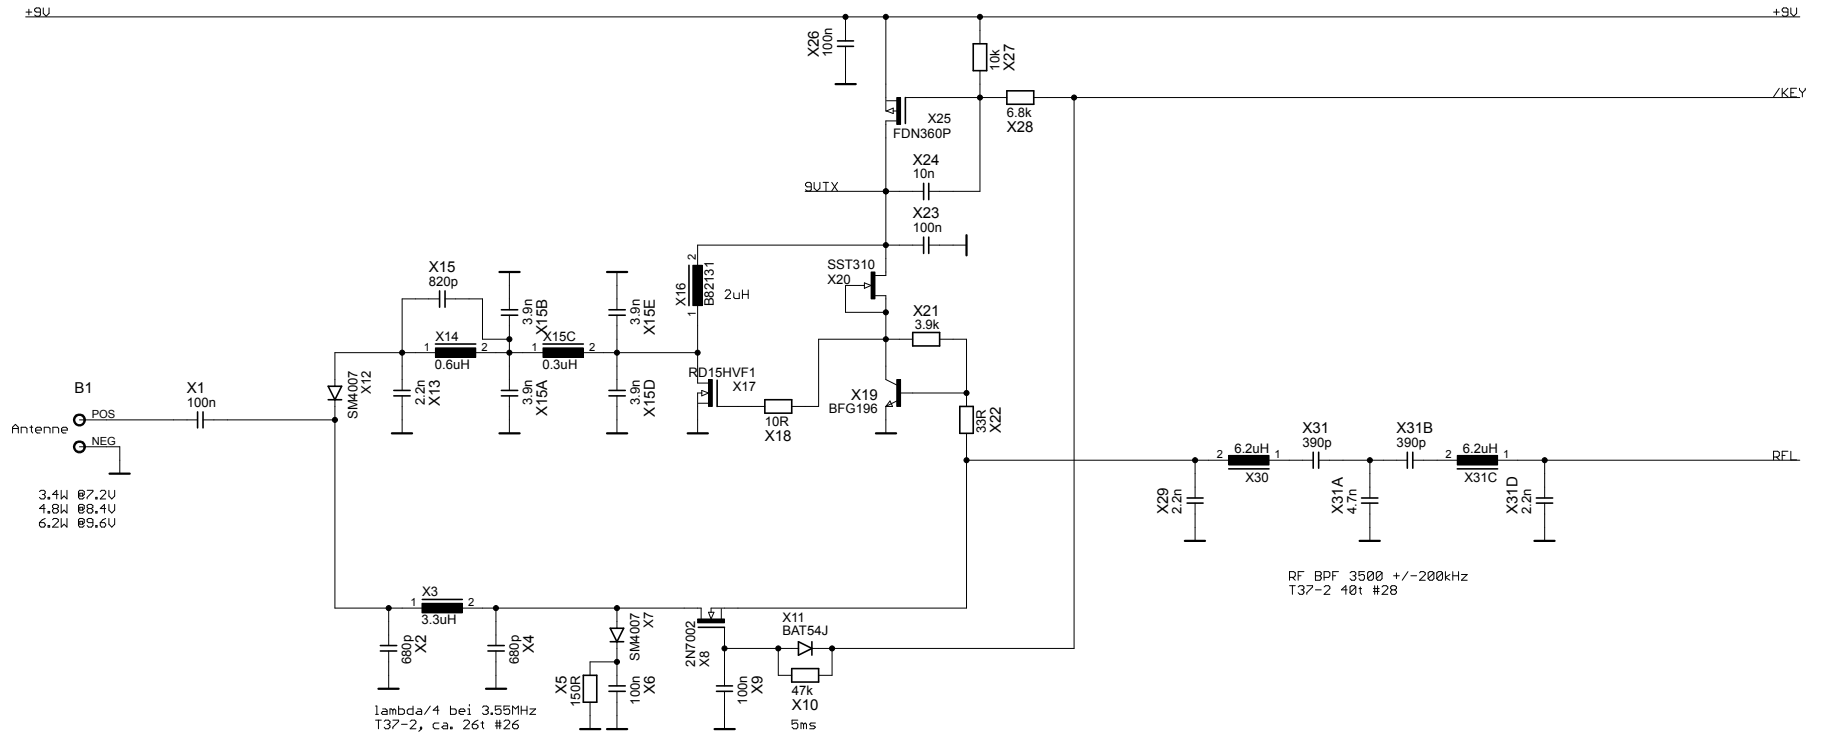 +9V
+9V
X26
100n
10k
X27
/KEY
6.8k
X28
X25
FDN360P
X24
10n
9VTX
X23
100n
SST310
X20
X15
820p
3.9n
X15B
3.9n
X15E
2
X16
B82131
2uH
1
X21
3.9k
1
X14
2
1
X15C
2
0.6uH
0.3uH
RD15HVF1
X17
SM4007
X12
2.2n
X13
3.9n
X15A
3.9n
X15D
X19
BFG196
10R
X18
33R
X22
B1
X1
100n
POS
Antenne
NEG
3.4W @7.2V
4.8W @8.4V
6.2W @9.6V
X31
390p
X31B
390p
2
6.2uH
1
X30
2
6.2uH
1
X31C
RFL
X29
2.2n
X31A
4.7n
X31D
2.2n
RF BPF 3500 +/-200kHz
T37-2 40t #28
X3
1
2
3.3uH
680p
X2
680p
X4
SM4007
X7
2N7002
X8
X11
BAT54J
X5
150R
100n
X6
100n
X9
47k
X10
5ms
lambda/4 bei 3.55MHz
T37-2, ca. 26t #26